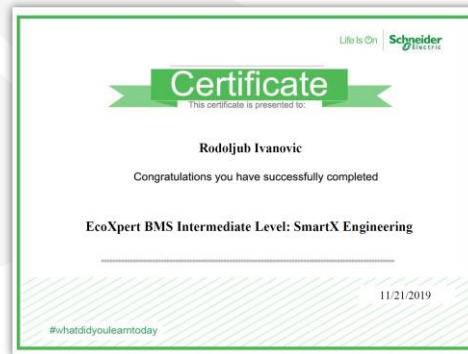 Life Is On Schneider Electric
Certificate
This certificate is presented to:
Rodoljub Ivanovic
Congratulations you have successfully completed
EcoXpert BMS Intermediate Level: SmartX Engineering
11/21/2019
#whatdidyoulearntoday